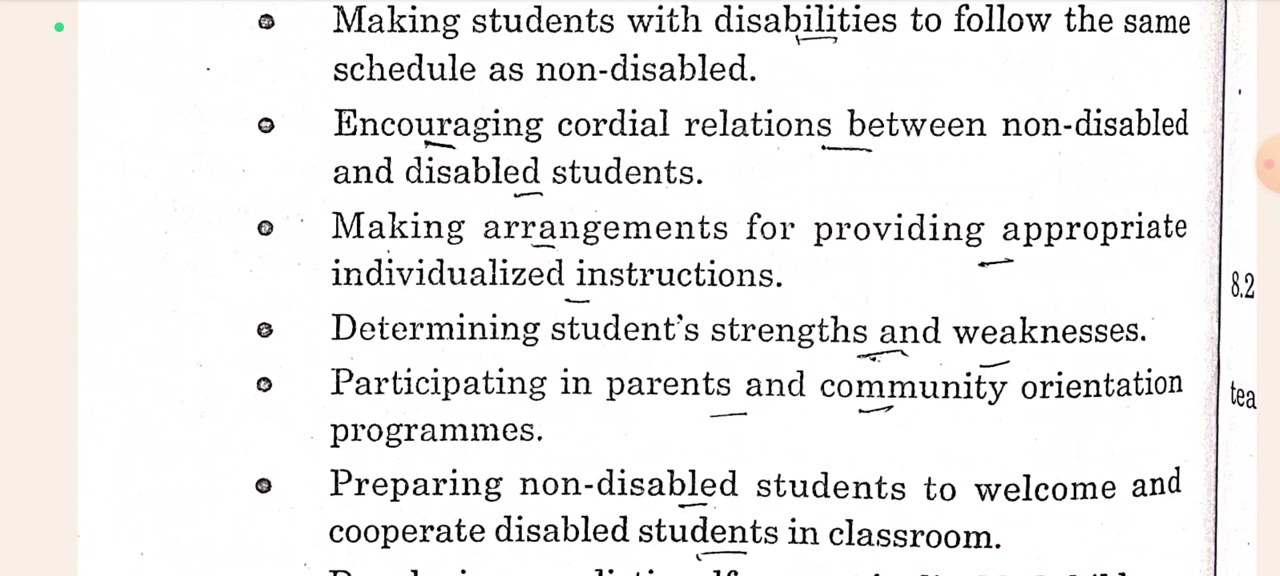 • Making students with disabilities to follow the same
schedule as non-disabled.
• Encouraging cordial relations between non-disabled
and disabled students.
• Making arrangements for providing appropriate
individualized instructions.
8.2
• Determining student's strengths and weaknesses.
• Participating in parents and community orientation
tea
programmes.
• Preparing non-disabled students to welcome and
cooperate disabled students in classroom.